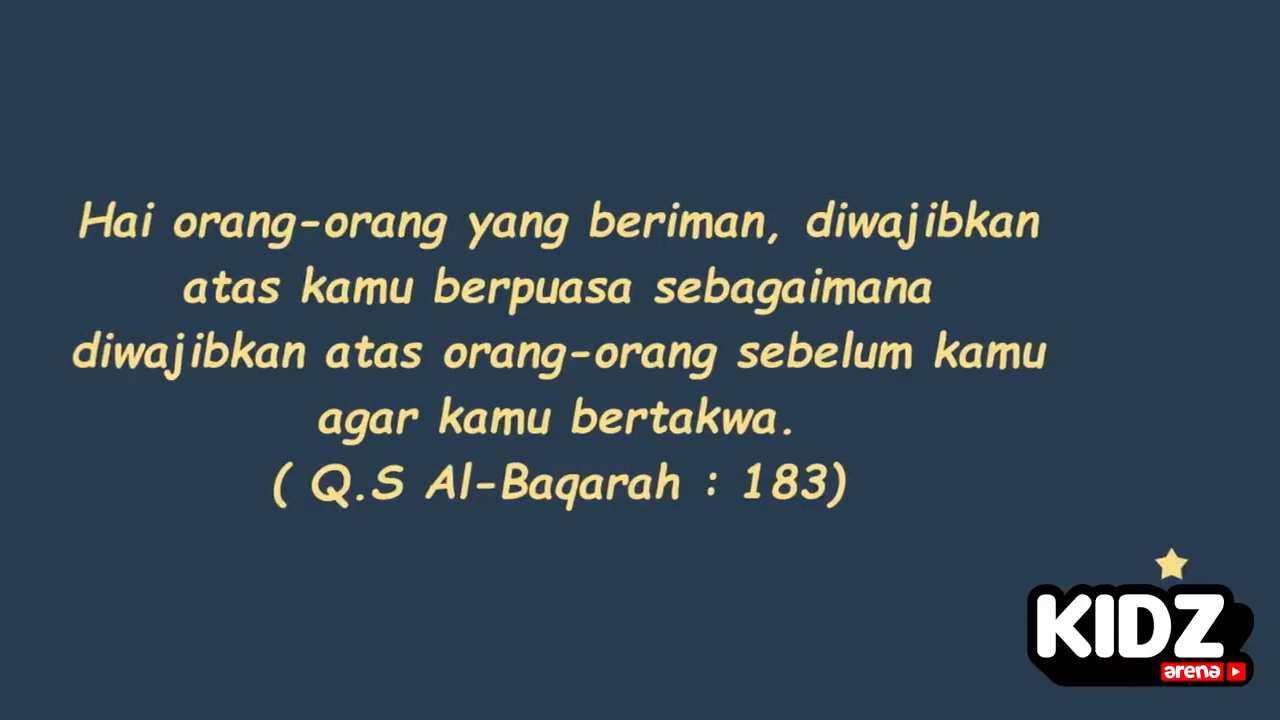 Hai orang-orang yang beriman, diwajibkan
atas kamu berpuasa sebagaimana
diwajibkan atas orang-orang sebelum kamu
agar kamu bertakwa.
( Q.S Al-Baqarah : 183)
KIDZ
arena